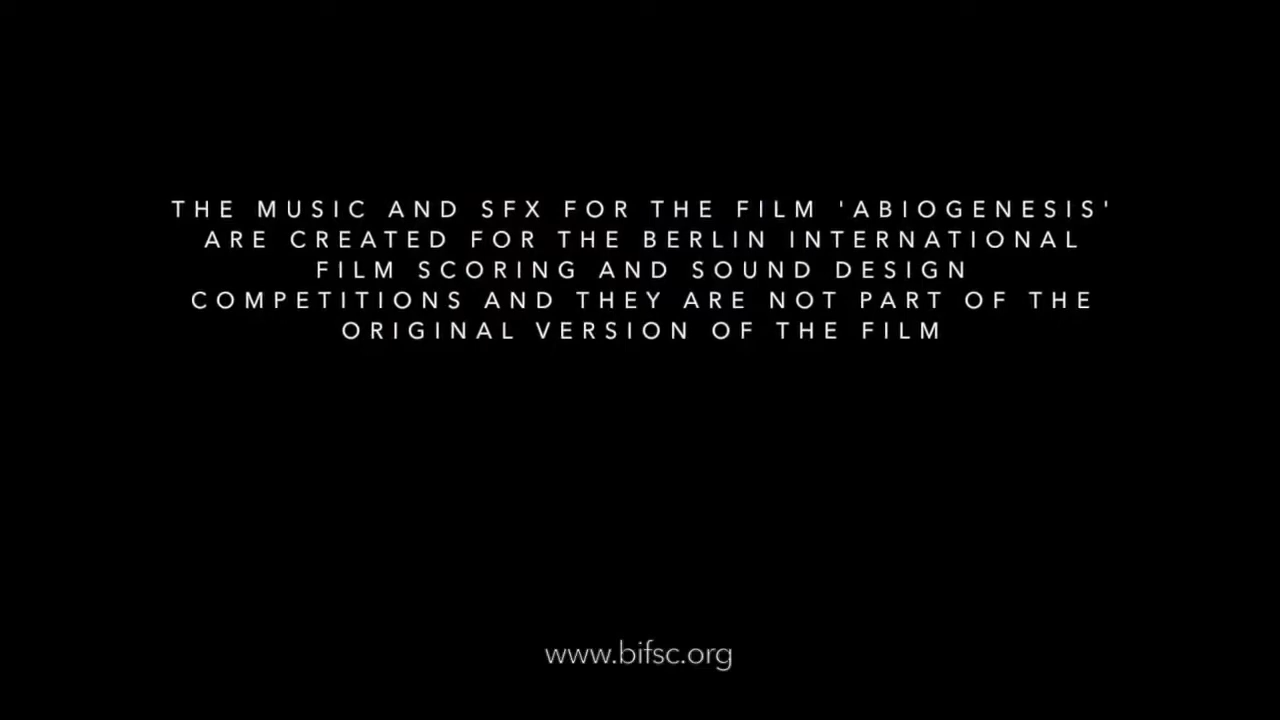 THE MUSIC AND SFX FOR THE FILM 'ABIOGENESIS'
ARE CREATED FOR THE BERLIN INTERNATIONAL
FILM SCORING AND SOUND DESIGN
COMPETITIONS AND THEY ARE NOT PART OF THE
ORIGINAL VERSION OF THE FILM
www.bifsc.org